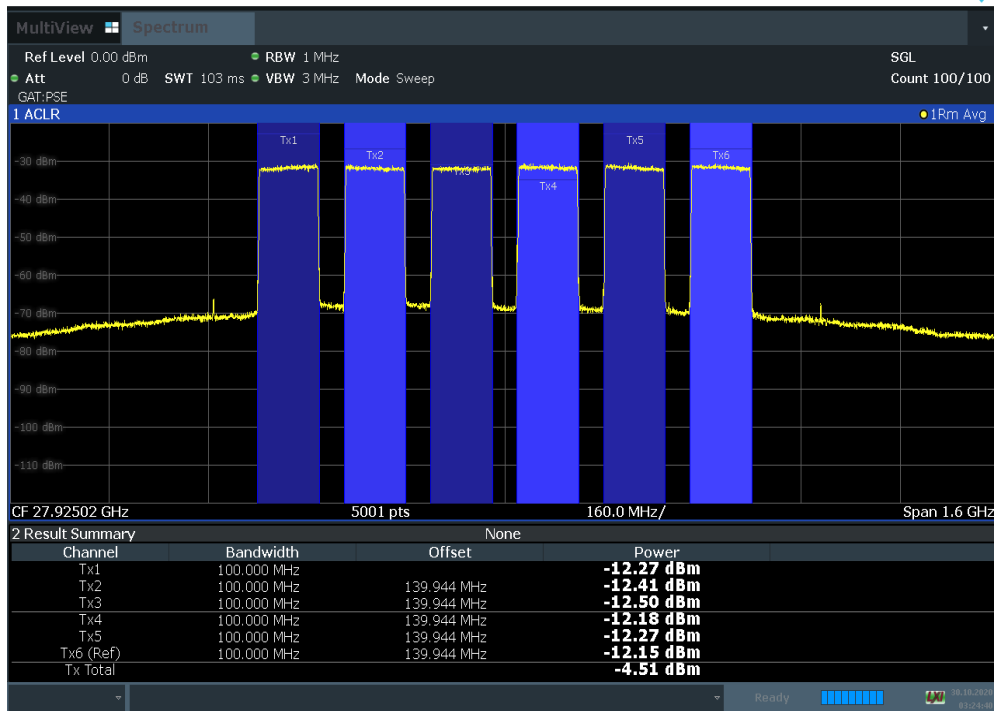 MultiView Spectrum
Ref Level 0.00 dBm RBW 1 MHz SGL
Att 0 dB SWT 103 ms VBW 3 MHz Mode Sweep Count 100/100
GAT:PSE
1 ACLR 1Rm Avg
Tx1 Tx5
Tx2 Tx6
-30 dBm
Tx3
Tx4
-40 dBm
-50 dBm
-60 dBm
-70 dBm
-80 dBm
-90 dBm
-100 dBm
-110 dBm
CF 27.92502 GHz 5001 pts 160.0 MHz/ Span 1.6 GHz
2 Result Summary None
Channel Bandwidth Offset Power
Tx1 100.000 MHz -12.27 dBm
Tx2 100.000 MHz 139.944 MHz -12.41 dBm
Tx3 100.000 MHz 139.944 MHz -12.50 dBm
Tx4 100.000 MHz 139.944 MHz -12.18 dBm
Tx5 100.000 MHz 139.944 MHz -12.27 dBm
Tx6 (Ref) 100.000 MHz 139.944 MHz -12.15 dBm
Tx Total -4.51 dBm
Ready LXI 30.10.2020
03:24:40